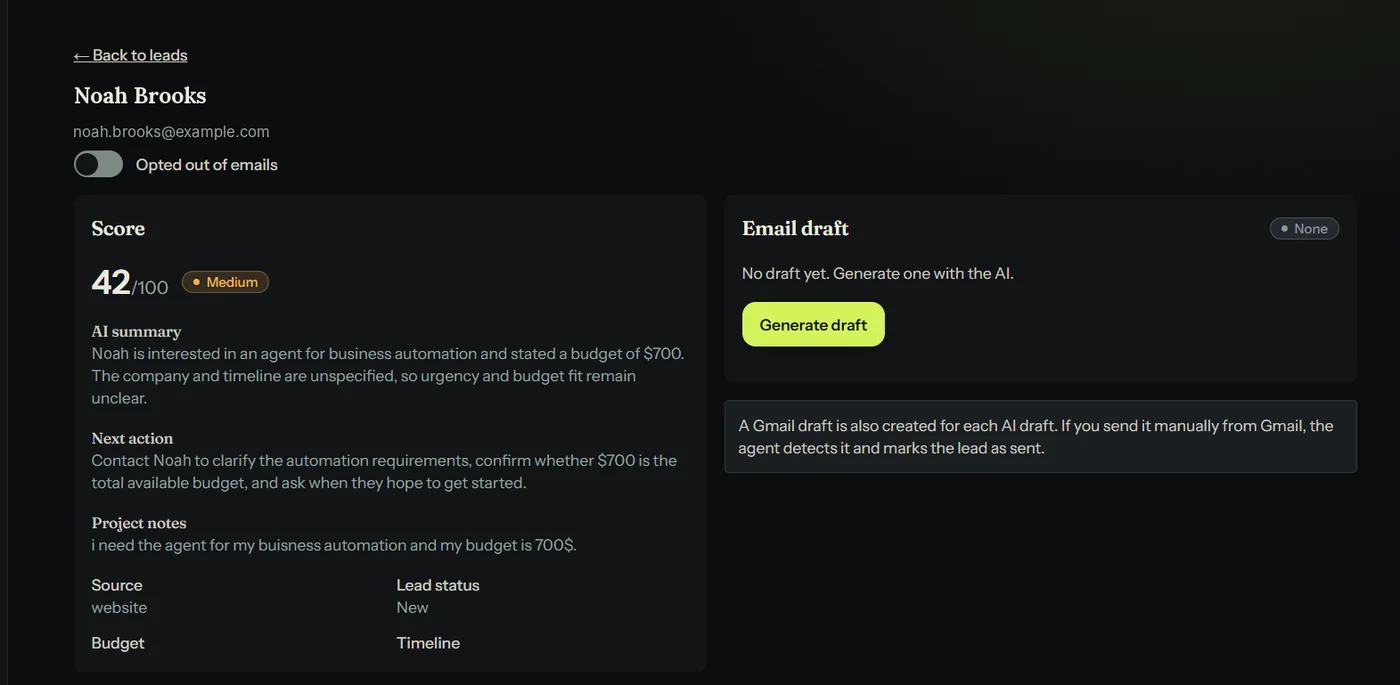 ← Back to leads
Noah Brooks
noah.brooks@example.com
Opted out of emails
Score
42/100 Medium
AI summary
Noah is interested in an agent for business automation and stated a budget of $700.
The company and timeline are unspecified, so urgency and budget fit remain
unclear.
Next action
Contact Noah to clarify the automation requirements, confirm whether $700 is the
total available budget, and ask when they hope to get started.
Project notes
i need the agent for my buisness automation and my budget is 700$.
Source
website
Lead status
New
Budget
Timeline
Email draft
None
No draft yet. Generate one with the AI.
Generate draft
A Gmail draft is also created for each AI draft. If you send it manually from Gmail, the
agent detects it and marks the lead as sent.